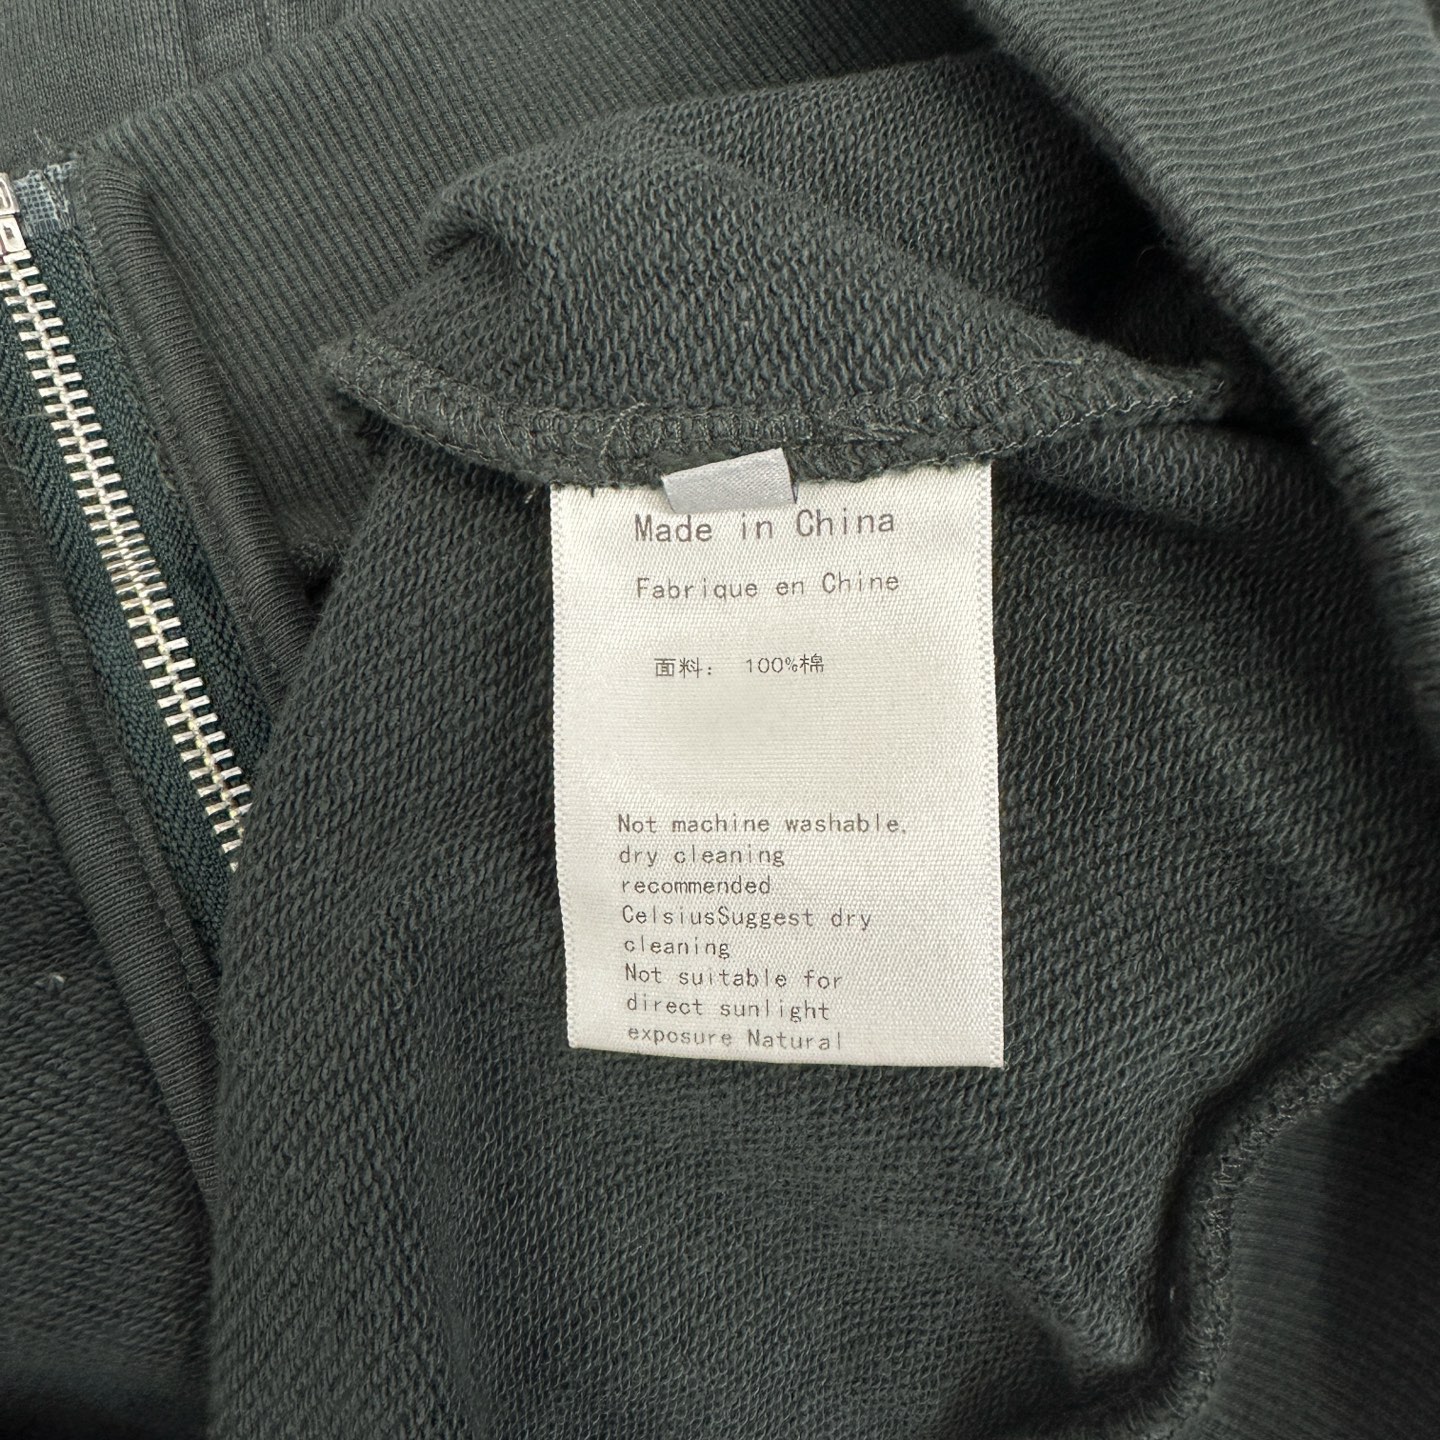 Made in China
Fabrique en Chine
面料: 100%棉
Not machine washable,
dry cleaning
recommended
CelsiusSuggest dry
cleaning
Not suitable for
direct sunlight
exposure Natural